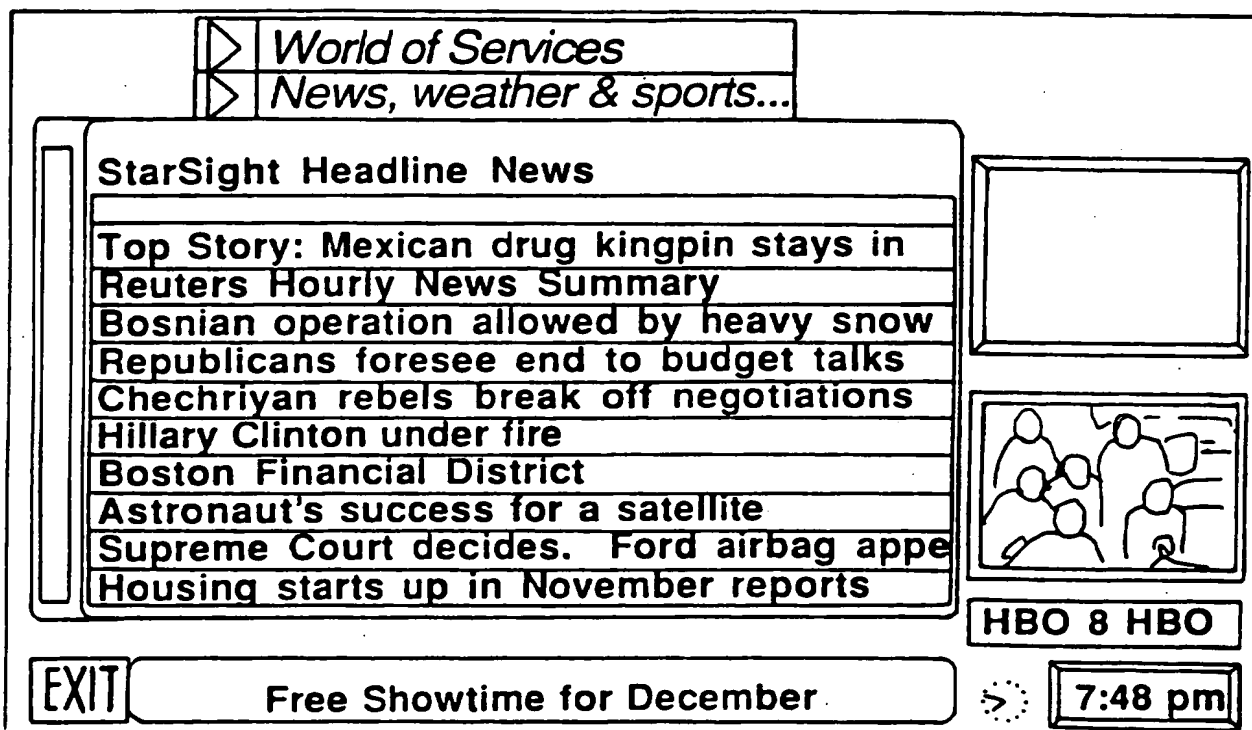 World of Services
News, weather & sports...
StarSight Headline News
Top Story: Mexican drug kingpin stays in
Reuters Hourly News Summary
Bosnian operation allowed by heavy snow
Republicans foresee end to budget talks
Chechriyan rebels break off negotiations
Hillary Clinton under fire
Boston Financial District
Astronaut's success for a satellite
Supreme Court decides. Ford airbag appe
Housing starts up in November reports
HBO 8 HBO
EXIT
Free Showtime for December
7:48 pm